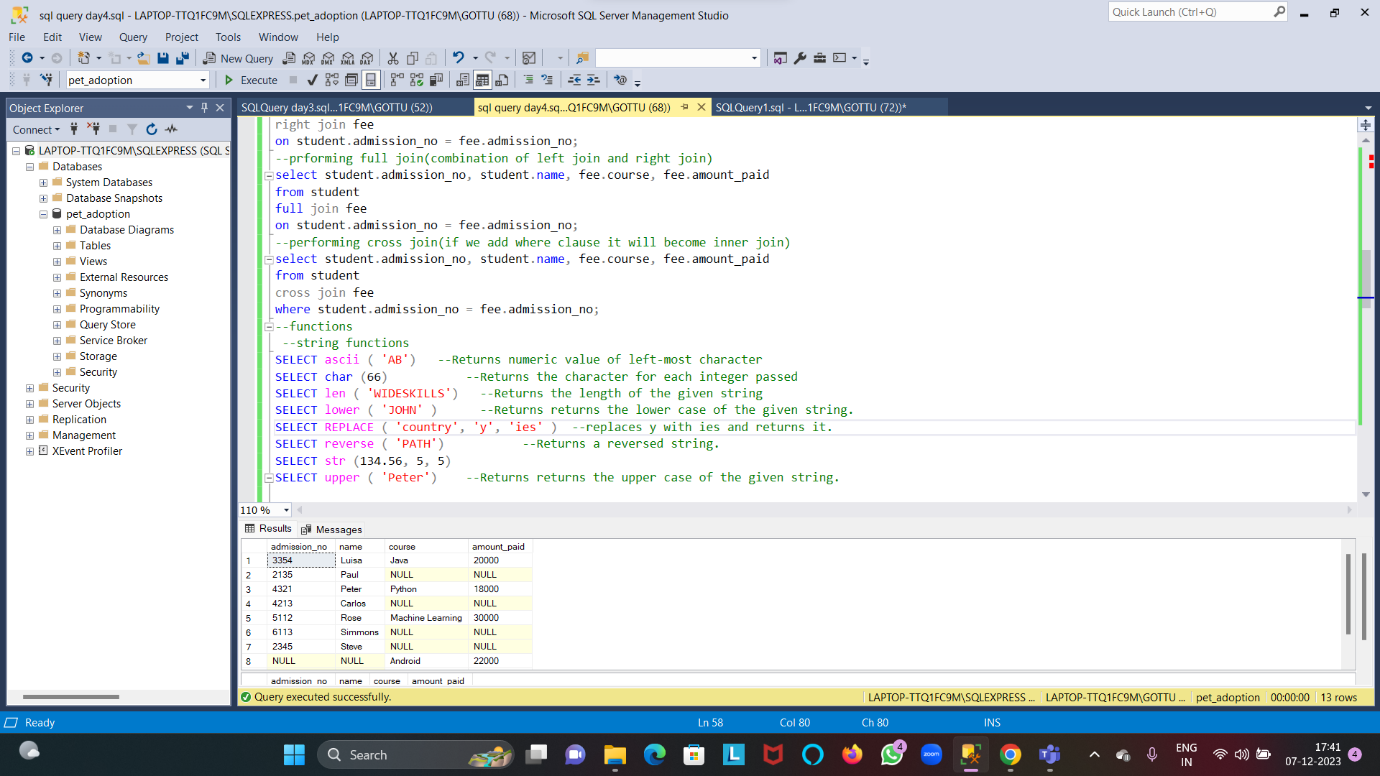 sql query day4.sql - LAPTOP-TTQ1FC9M\SQLEXPRESS.pet_adoption (LAPTOP-TTQ1FC9M\GOTTU (68)) - Microsoft SQL Server Management Studio
Quick Launch (Ctrl+Q)
File Edit View Query Project Tools Window Help
New Query
MDX DMX XMLA DAX
pet_adoption Execute
Object Explorer
SQLQuery day3.sql...1FC9M\GOTTU (52)) sql query day4.sq...Q1FC9M\GOTTU (68)) SQLQuery1.sql - L...1FC9M\GOTTU (72))*
Connect
LAPTOP-TTQ1FC9M\SQLEXPRESS (SQL S
Databases
System Databases
Database Snapshots
pet_adoption
Database Diagrams
Tables
Views
External Resources
Synonyms
Programmability
Query Store
Service Broker
Storage
Security
Security
Server Objects
Replication
Management
XEvent Profiler
right join fee
on student.admission_no = fee.admission_no;
--prforming full join(combination of left join and right join)
select student.admission_no, student.name, fee.course, fee.amount_paid
from student
full join fee
on student.admission_no = fee.admission_no;
--performing cross join(if we add where clause it will become inner join)
select student.admission_no, student.name, fee.course, fee.amount_paid
from student
cross join fee
where student.admission_no = fee.admission_no;
--functions
--string functions
SELECT ascii ( 'AB') --Returns numeric value of left-most character
SELECT char (66) --Returns the character for each integer passed
SELECT len ( 'WIDESKILLS') --Returns the length of the given string
SELECT lower ( 'JOHN' ) --Returns returns the lower case of the given string.
SELECT REPLACE ( 'country', 'y', 'ies' ) --replaces y with ies and returns it.
SELECT reverse ( 'PATH') --Returns a reversed string.
SELECT str (134.56, 5, 5)
SELECT upper ( 'Peter') --Returns returns the upper case of the given string.
110 %
Results Messages
admission_no name course amount_paid
1 3354 Luisa Java 20000
2 2135 Paul NULL NULL
3 4321 Peter Python 18000
4 4213 Carlos NULL NULL
5 5112 Rose Machine Learning 30000
6 6113 Simmons NULL NULL
7 2345 Steve NULL NULL
8 NULL NULL Android 22000
admission_no name course amount_paid
Query executed successfully. LAPTOP-TTQ1FC9M\SQLEXPRESS ... LAPTOP-TTQ1FC9M\GOTTU ... pet_adoption 00:00:00 13 rows
Ready Ln 58 Col 80 Ch 80 INS
Search
L
4
zoom
ENG
IN
17:41
07-12-2023
4